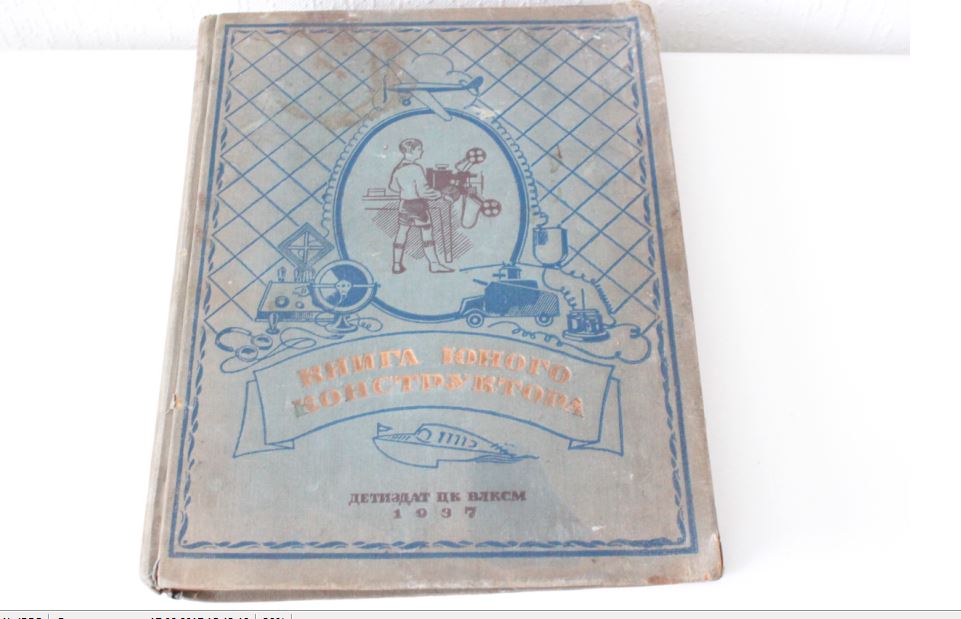 КНИГА ЮНОГО
КОНСТРУКТОРА
ДЕТИЗДАТ ЦК ВЛКСМ
1937